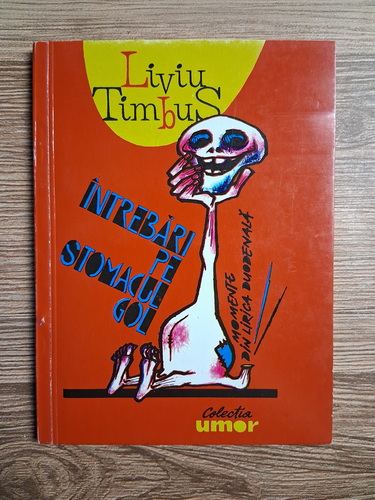 Liviu
TimbuS
ÎNTREBĂRI
PE
STOMACUL
GOL
MOMENTE
DIN LIRICA DUODENALĂ
Colecția
umor